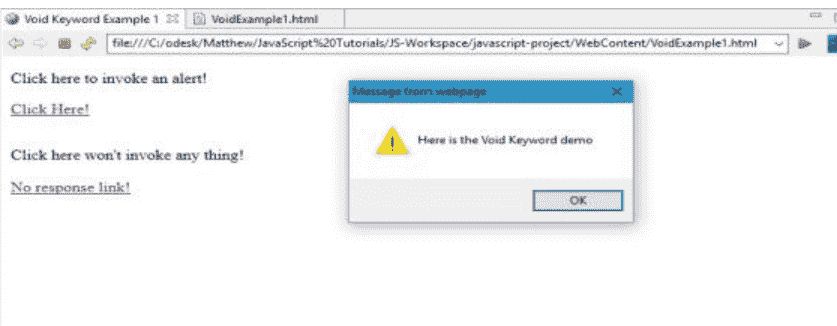 Void Keyword Example 1
VoidExample1.html
file:///C:/odesk/Matthew/JavaScript%20Tutorials/JS-Workspace/javascript-project/WebContent/VoidExample1.html
Click here to invoke an alert!
Click Here!
Click here won't invoke any thing!
No response link!
Message from webpage
Here is the Void Keyword demo
OK